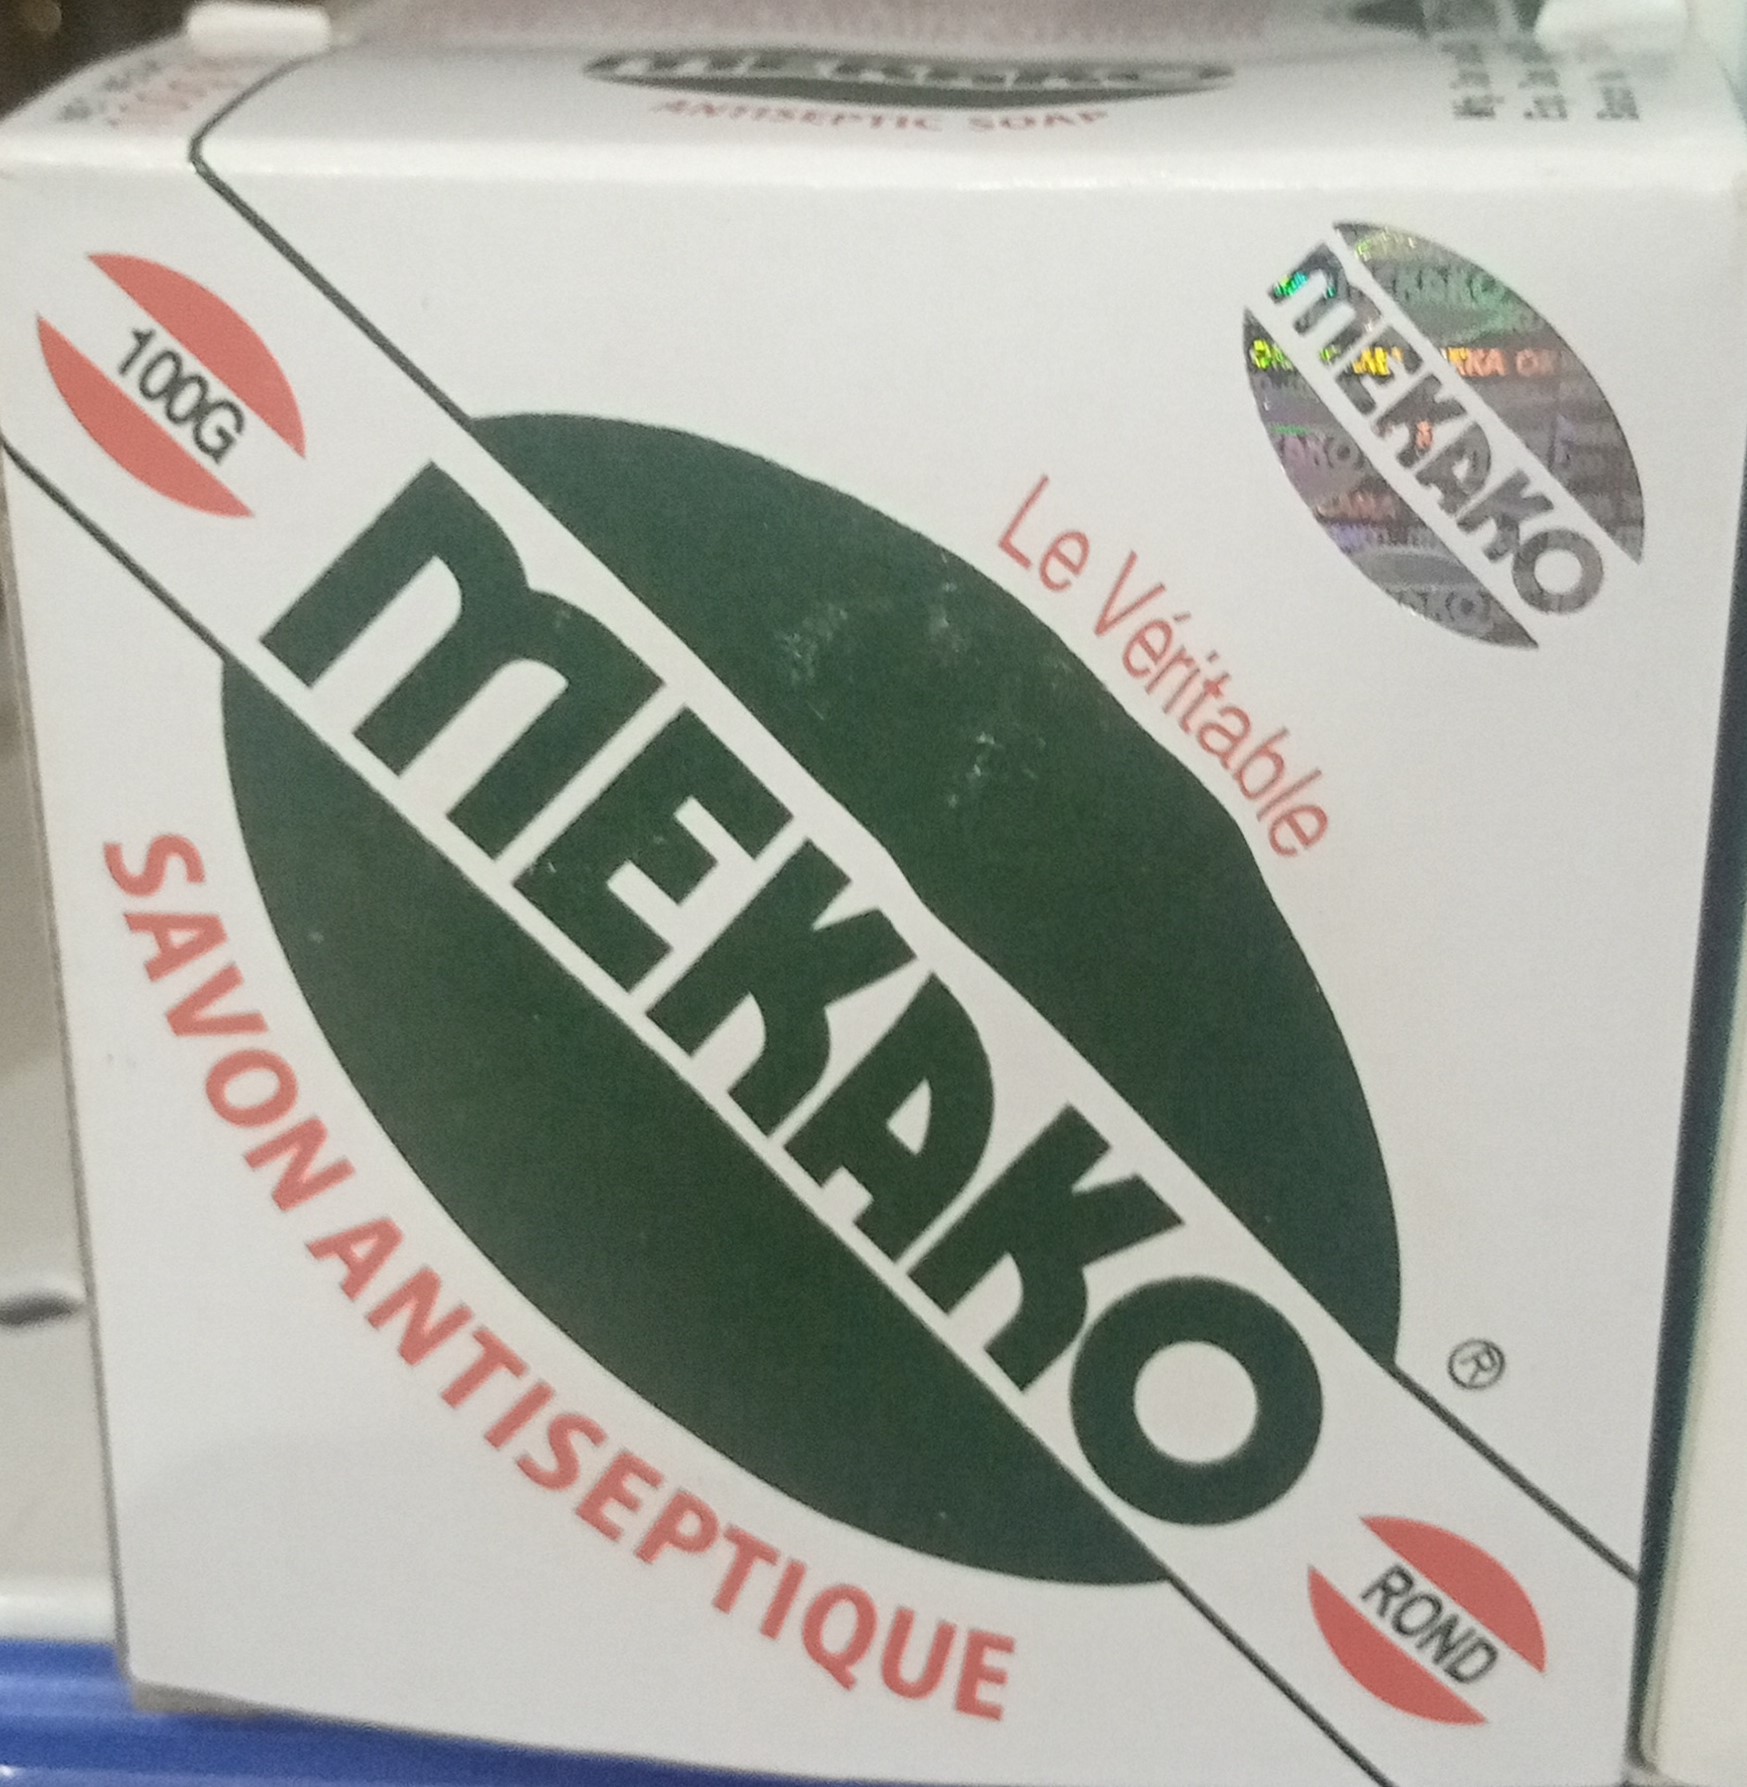 MEKAKO
ANTISEPTIC SOAP
100G
MEKAKO
Le Véritable
MEKAKO
®
SAVON ANTISEPTIQUE
ROND